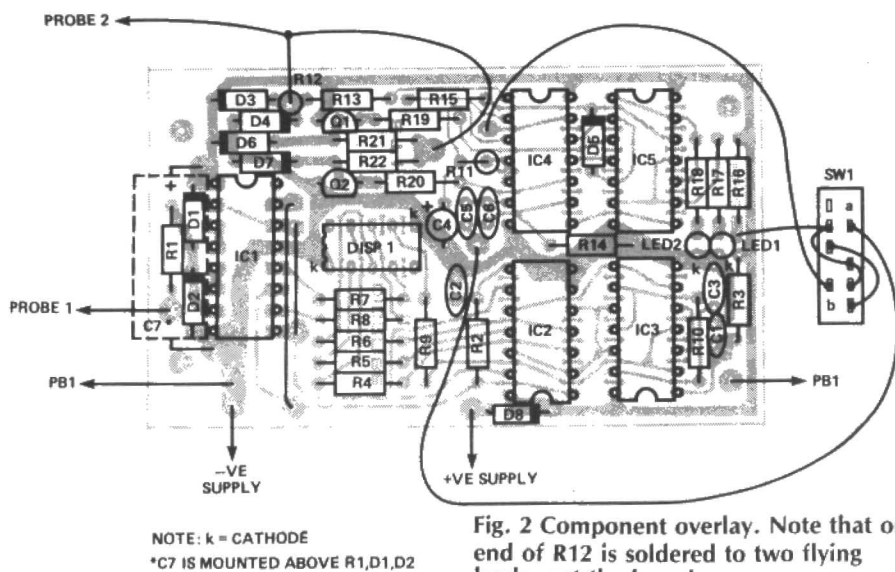 PROBE 2
R12
D3
R13
R15
D4
Q1
R19
D6
R21
D7
R22
R11
Q2
R20
IC4
D5
IC5
R18
R17
R16
SW1
a
b
+
D1
R1
D2
IC1
C7
*
k
DISP 1
k
+
C4
C5
C6
R14
LED2
LED1
k
k
PROBE 1
R7
R8
R6
R5
R4
R9
C2
R2
IC2
IC3
C3
R3
R10
C1
PB1
PB1
D8
–VE
SUPPLY
+VE SUPPLY
NOTE: k = CATHODE
*C7 IS MOUNTED ABOVE R1,D1,D2
Fig. 2 Component overlay. Note that o
end of R12 is soldered to two flying